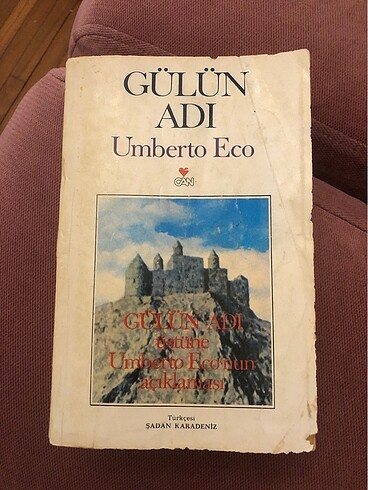 GÜLÜN
ADI
Umberto Eco
CAN
GÜLÜN ADI
üstüne
Umberto Eco'nun
açıklaması
Türkçesi
ŞADAN KARADENİZ